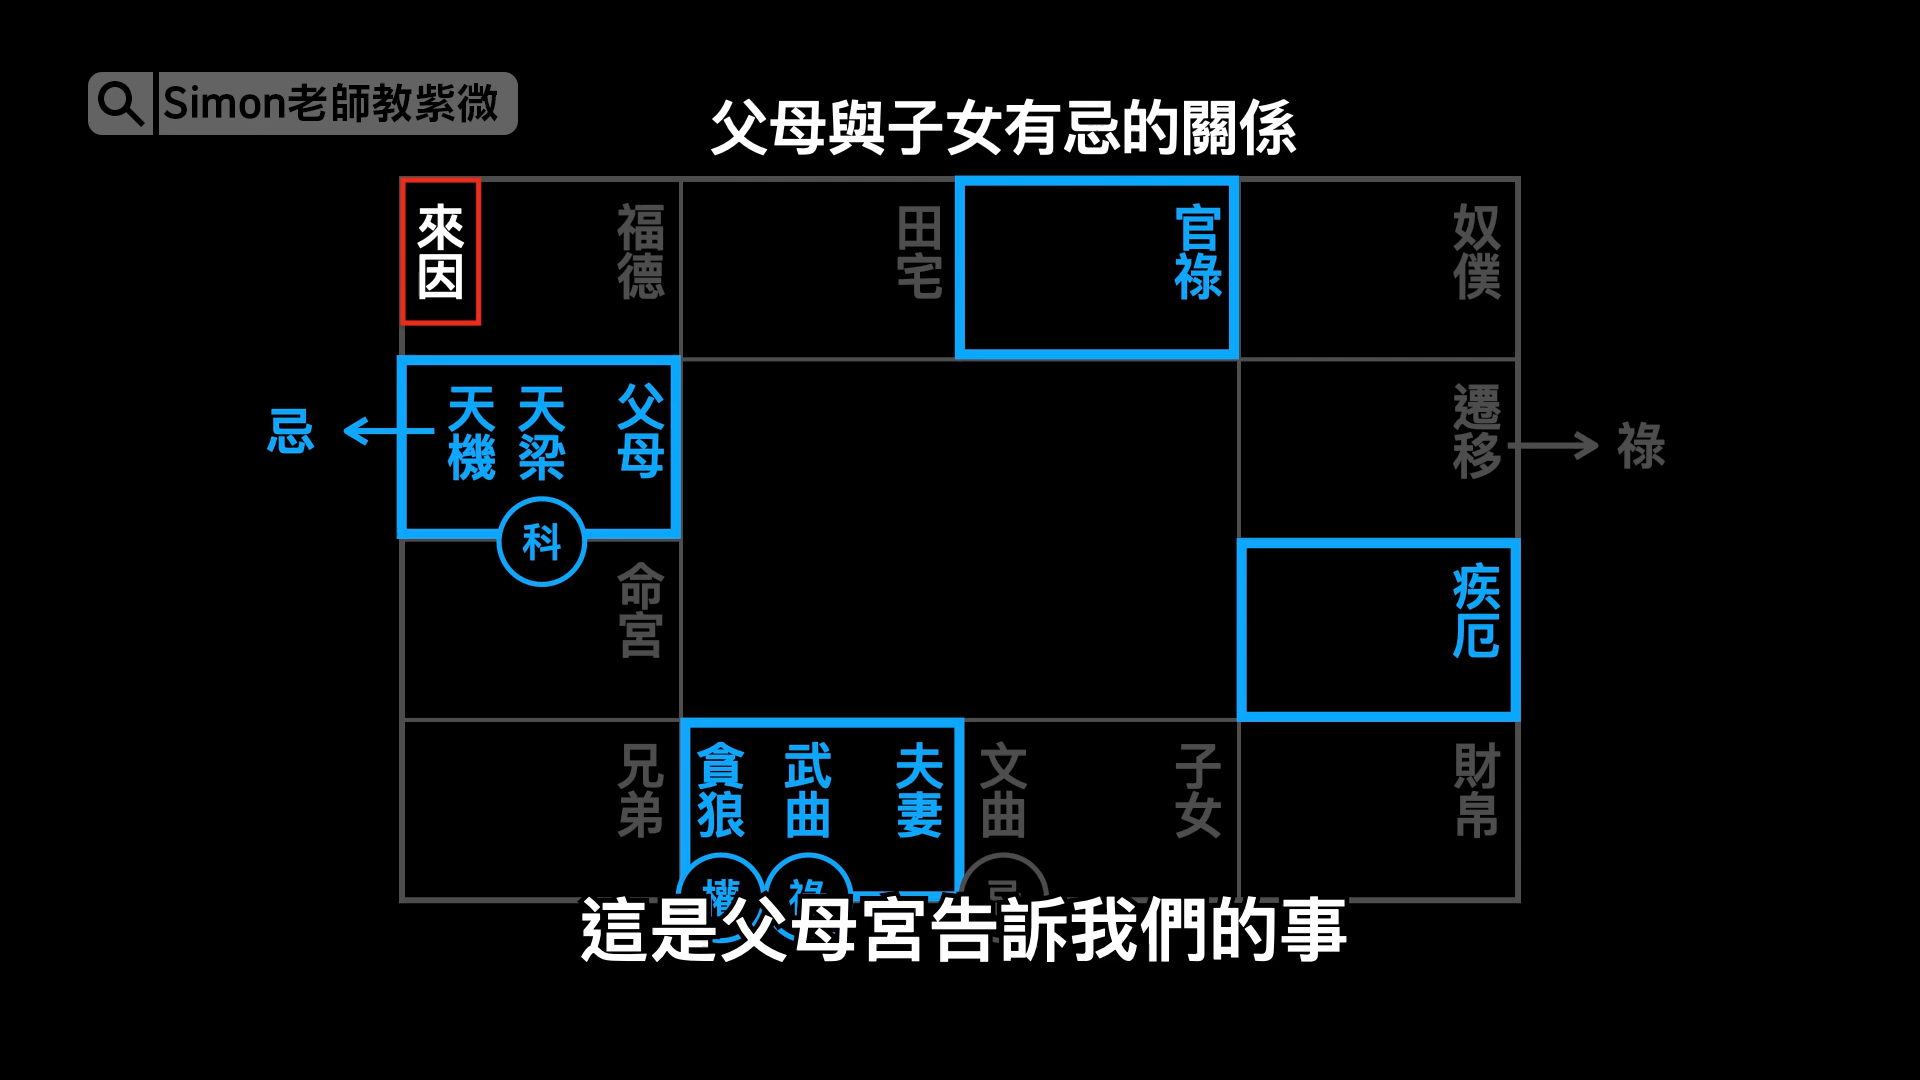 Simon老師教紫微
父母與子女有忌的關係
來因
福德
田宅
官祿
奴僕
忌
天機
天梁
父母
科
遷移
祿
命宮
疾厄
兄弟
貪狼
武曲
夫妻
文曲
子女
財帛
權
祿
忌
這是父母宮告訴我們的事